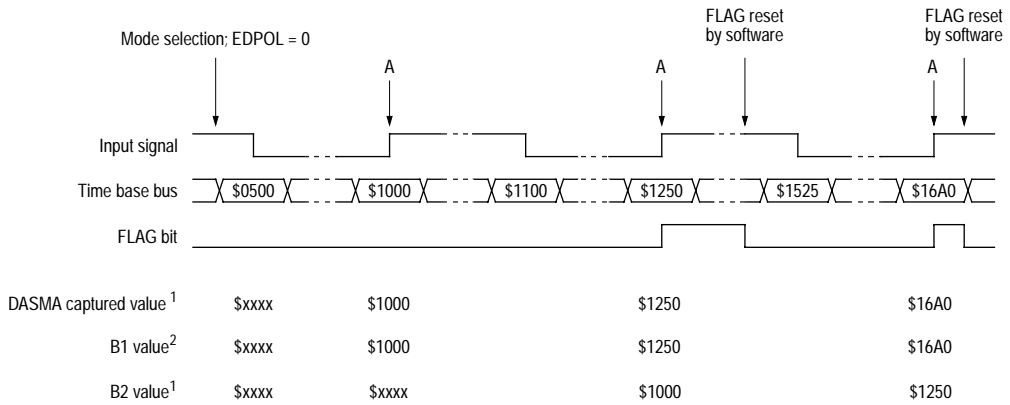 Mode selection; EDPOL = 0
FLAG reset
by software
FLAG reset
by software
A
A
A
Input signal
Time base bus $0500 $1000 $1100 $1250 $1525 $16A0
FLAG bit
DASMA captured value 1 $xxxx $1000 $1250 $16A0
B1 value2 $xxxx $1000 $1250 $16A0
B2 value1 $xxxx $xxxx $1000 $1250